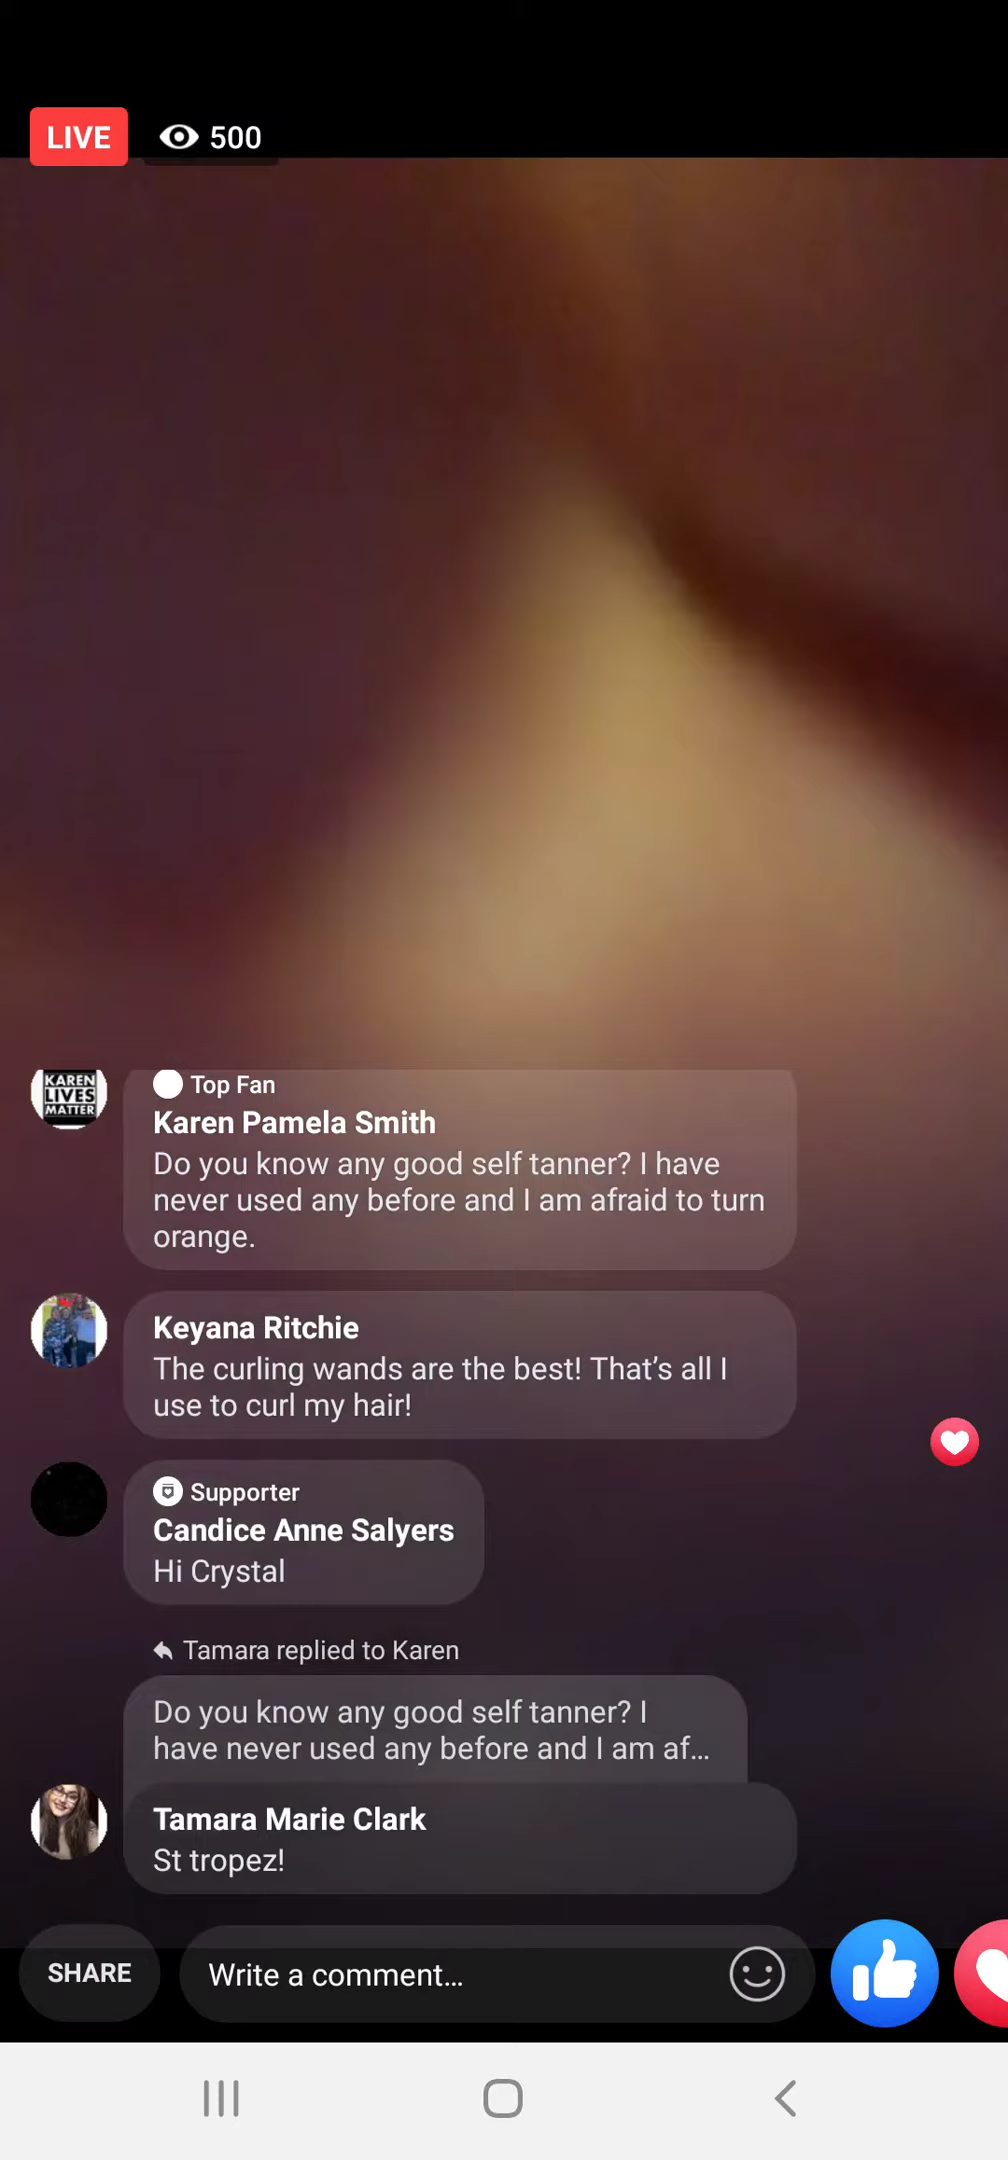 LIVE 500
KAREN
LIVES
MATTER
Top Fan
Karen Pamela Smith
Do you know any good self tanner? I have
never used any before and I am afraid to turn
orange.
Keyana Ritchie
The curling wands are the best! That's all I
use to curl my hair!
Supporter
Candice Anne Salyers
Hi Crystal
Tamara replied to Karen
Do you know any good self tanner? I
have never used any before and I am af...
Tamara Marie Clark
St tropez!
SHARE Write a comment...